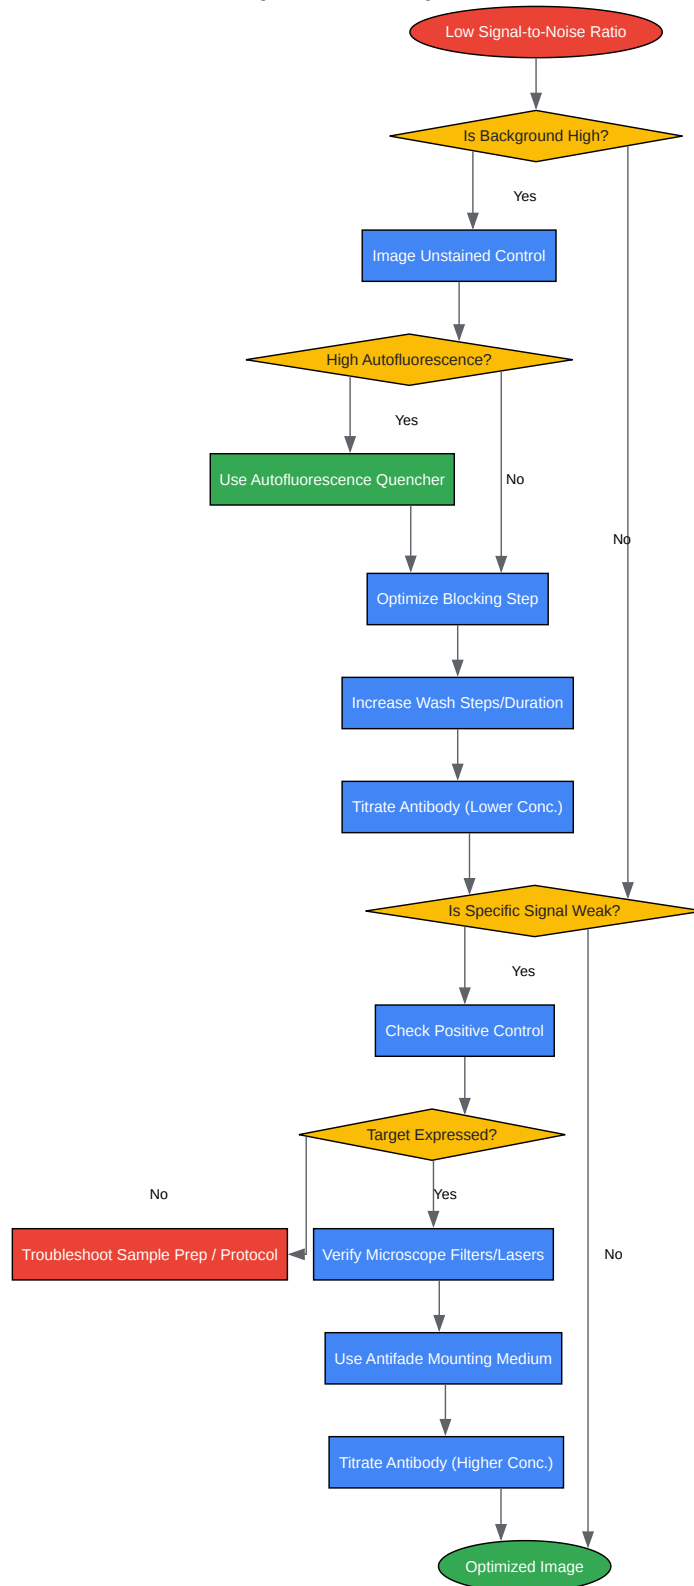 Low Signal-to-Noise Ratio
Is Background High?
Yes
Image Unstained Control
High Autofluorescence?
Yes
Use Autofluorescence Quencher
No
No
Optimize Blocking Step
Increase Wash Steps/Duration
Titrate Antibody (Lower Conc.)
Is Specific Signal Weak?
Yes
Check Positive Control
Target Expressed?
No
Yes
Troubleshoot Sample Prep / Protocol
Verify Microscope Filters/Lasers
No
Use Antifade Mounting Medium
Titrate Antibody (Higher Conc.)
Optimized Image